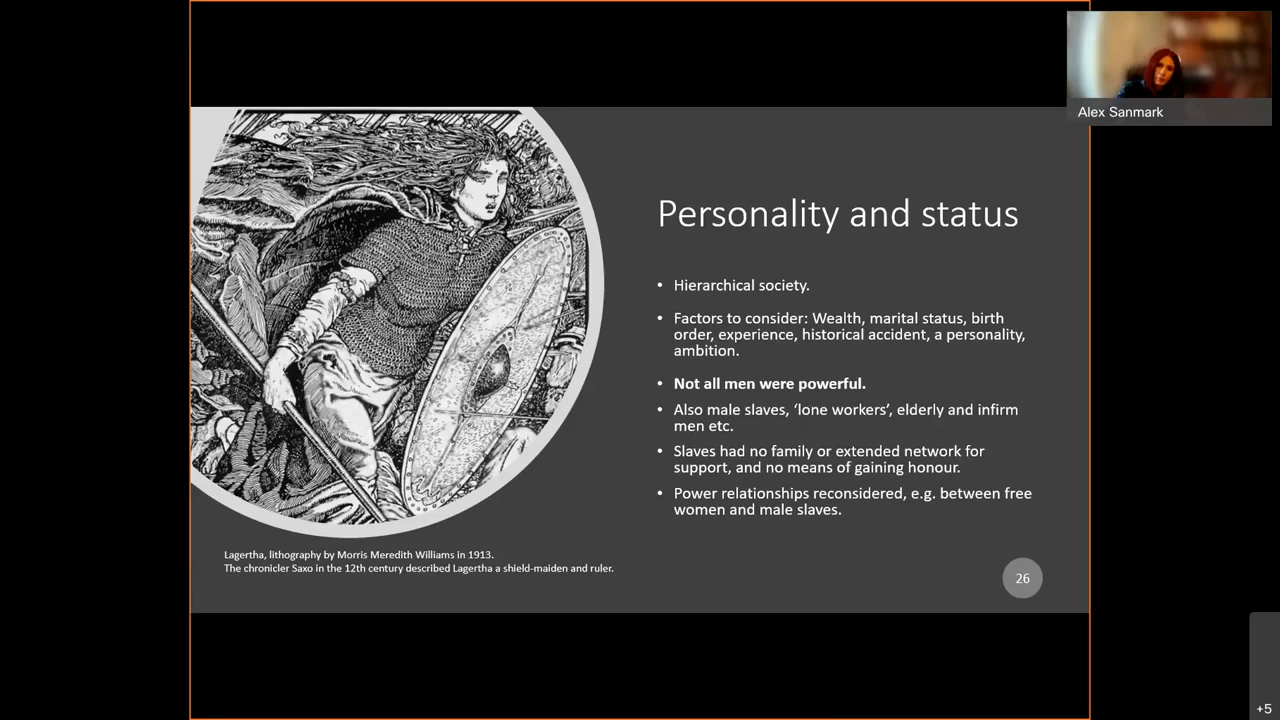 Alex Sanmark
Personality and status
• Hierarchical society.
• Factors to consider: Wealth, marital status, birth
order, experience, historical accident, a personality,
ambition.
• Not all men were powerful.
• Also male slaves, ‘lone workers’, elderly and infirm
men etc.
• Slaves had no family or extended network for
support, and no means of gaining honour.
• Power relationships reconsidered, e.g. between free
women and male slaves.
Lagertha, lithography by Morris Meredith Williams in 1913.
The chronicler Saxo in the 12th century described Lagertha a shield-maiden and ruler.
26
+5